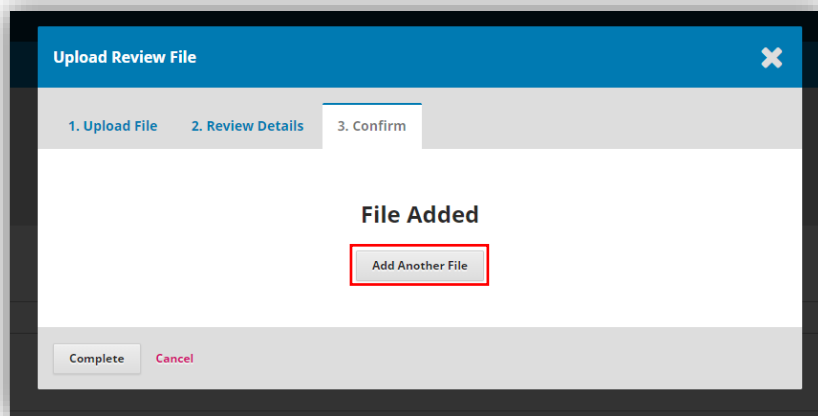 Upload Review File
1. Upload File 2. Review Details 3. Confirm
File Added
Add Another File
Complete Cancel